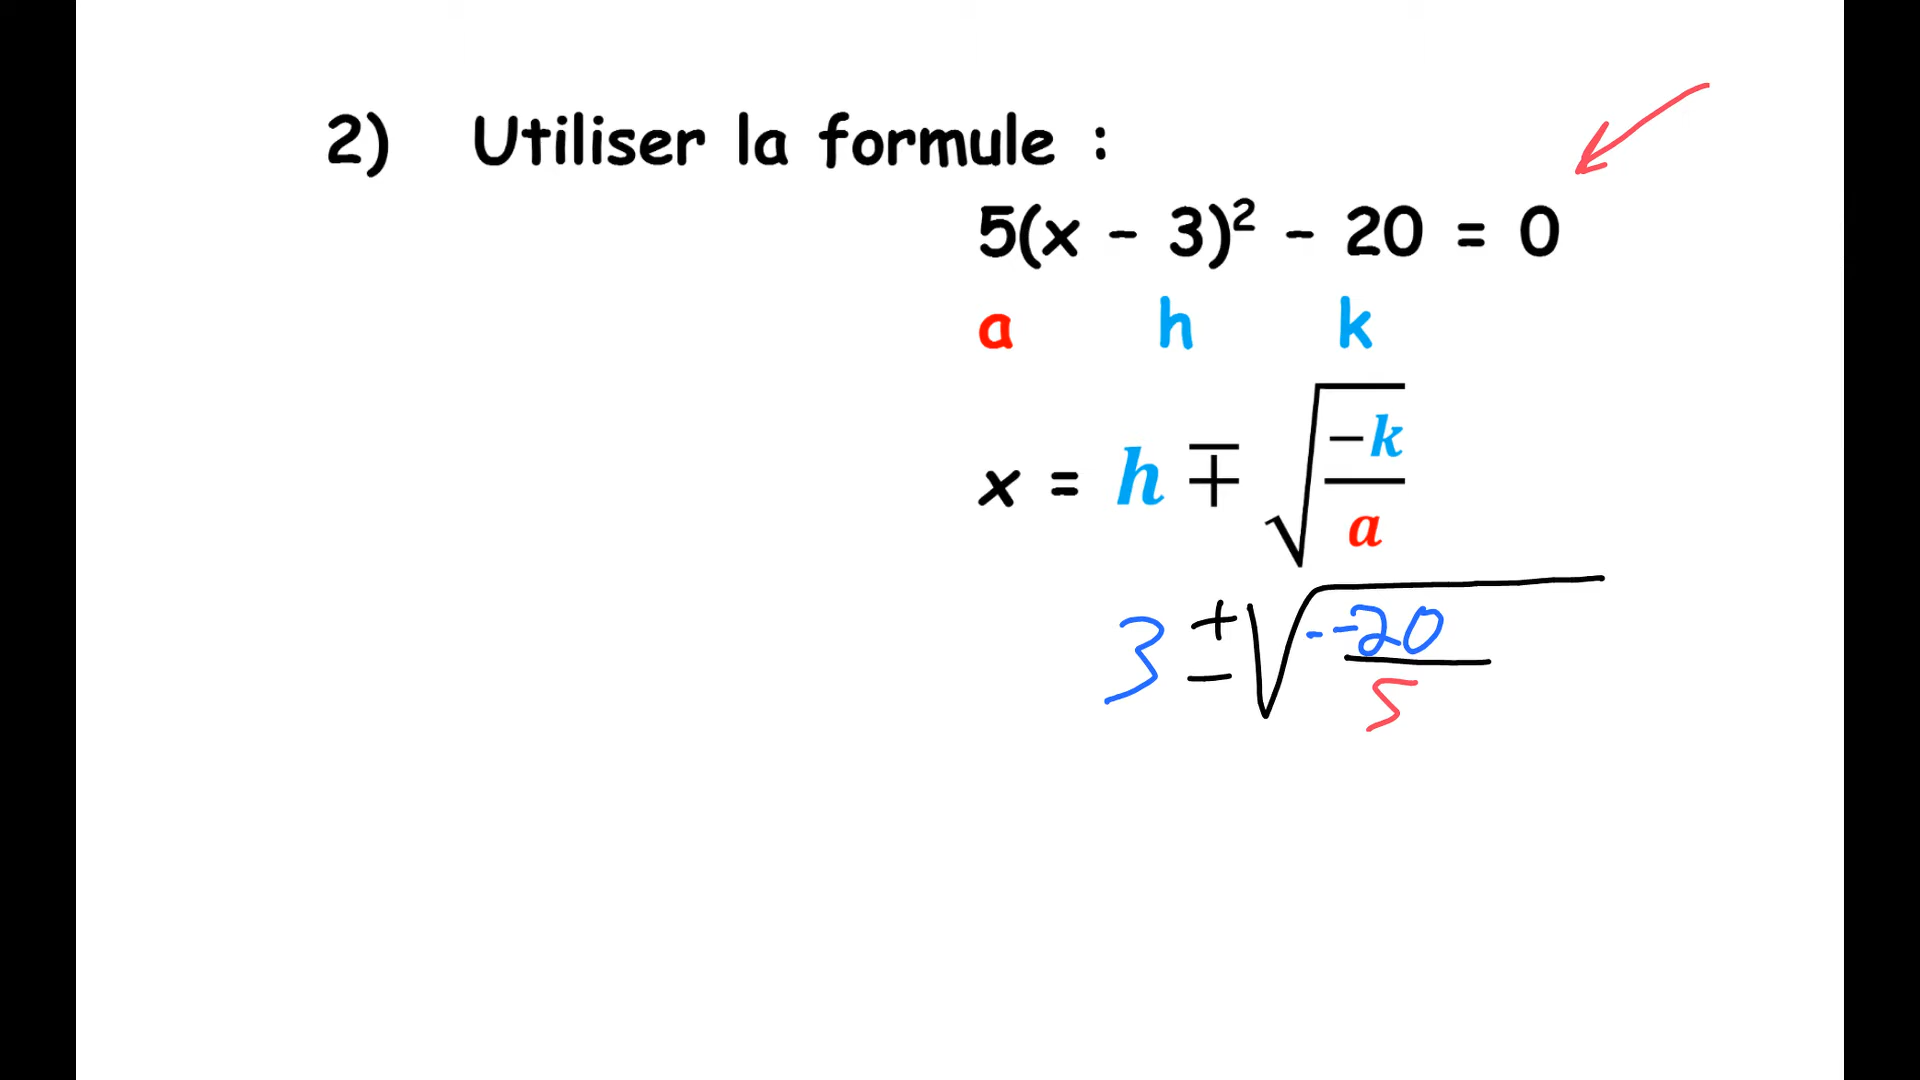 2) Utiliser la formule :
5(x - 3)² - 20 = 0
a h k
x = h ∓ √(-k/a)
3 ± √(--20/5)